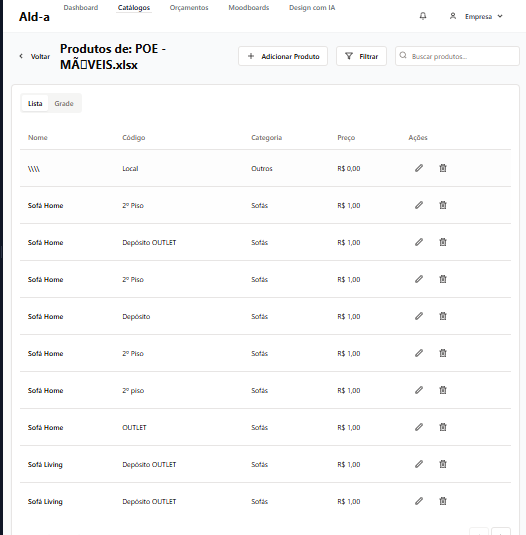 Ald-a
Dashboard Catálogos Orçamentos Moodboards Design com IA
Empresa
Voltar
Produtos de: POE -
MÃ▯VEIS.xlsx
Adicionar Produto
Filtrar
Buscar produtos...
Lista Grade
Nome Código Categoria Preço Ações
\\\\ Local Outros R$ 0,00
Sofá Home 2º Piso Sofás R$ 1,00
Sofá Home Depósito OUTLET Sofás R$ 1,00
Sofá Home 2º Piso Sofás R$ 1,00
Sofá Home Depósito Sofás R$ 1,00
Sofá Home 2º Piso Sofás R$ 1,00
Sofá Home 2º piso Sofás R$ 1,00
Sofá Home OUTLET Sofás R$ 1,00
Sofá Living Depósito OUTLET Sofás R$ 1,00
Sofá Living Depósito OUTLET Sofás R$ 1,00